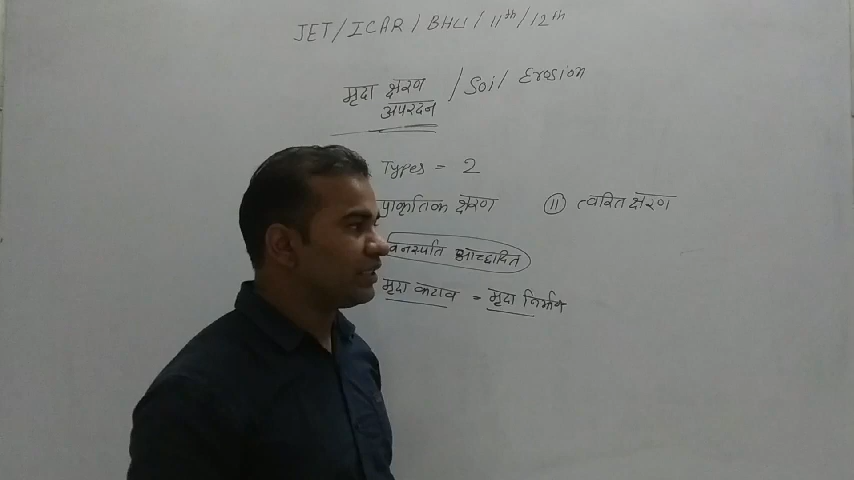 JET/ICAR/BHU/11th/12th
मृदा क्षरण / Soil Erosion
अपरदन
Types = 2
प्राकृतिक क्षरण (II) त्वरित क्षरण
वनस्पति आच्छादित
मृदा कटाव = मृदा निर्माण